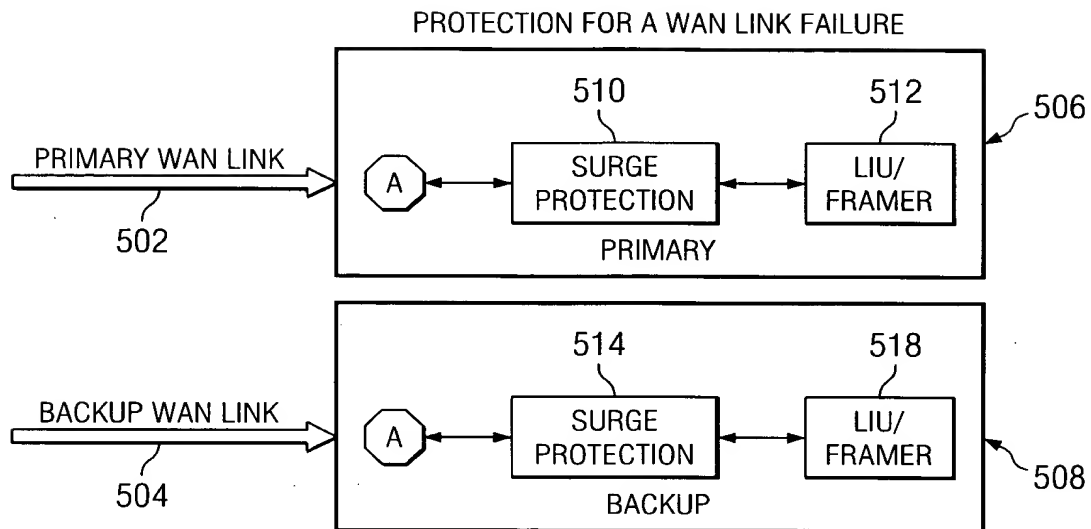 PROTECTION FOR A WAN LINK FAILURE
510
512
506
PRIMARY WAN LINK
A
SURGE
PROTECTION
LIU/
FRAMER
502
PRIMARY
514
518
BACKUP WAN LINK
A
SURGE
PROTECTION
LIU/
FRAMER
504
508
BACKUP